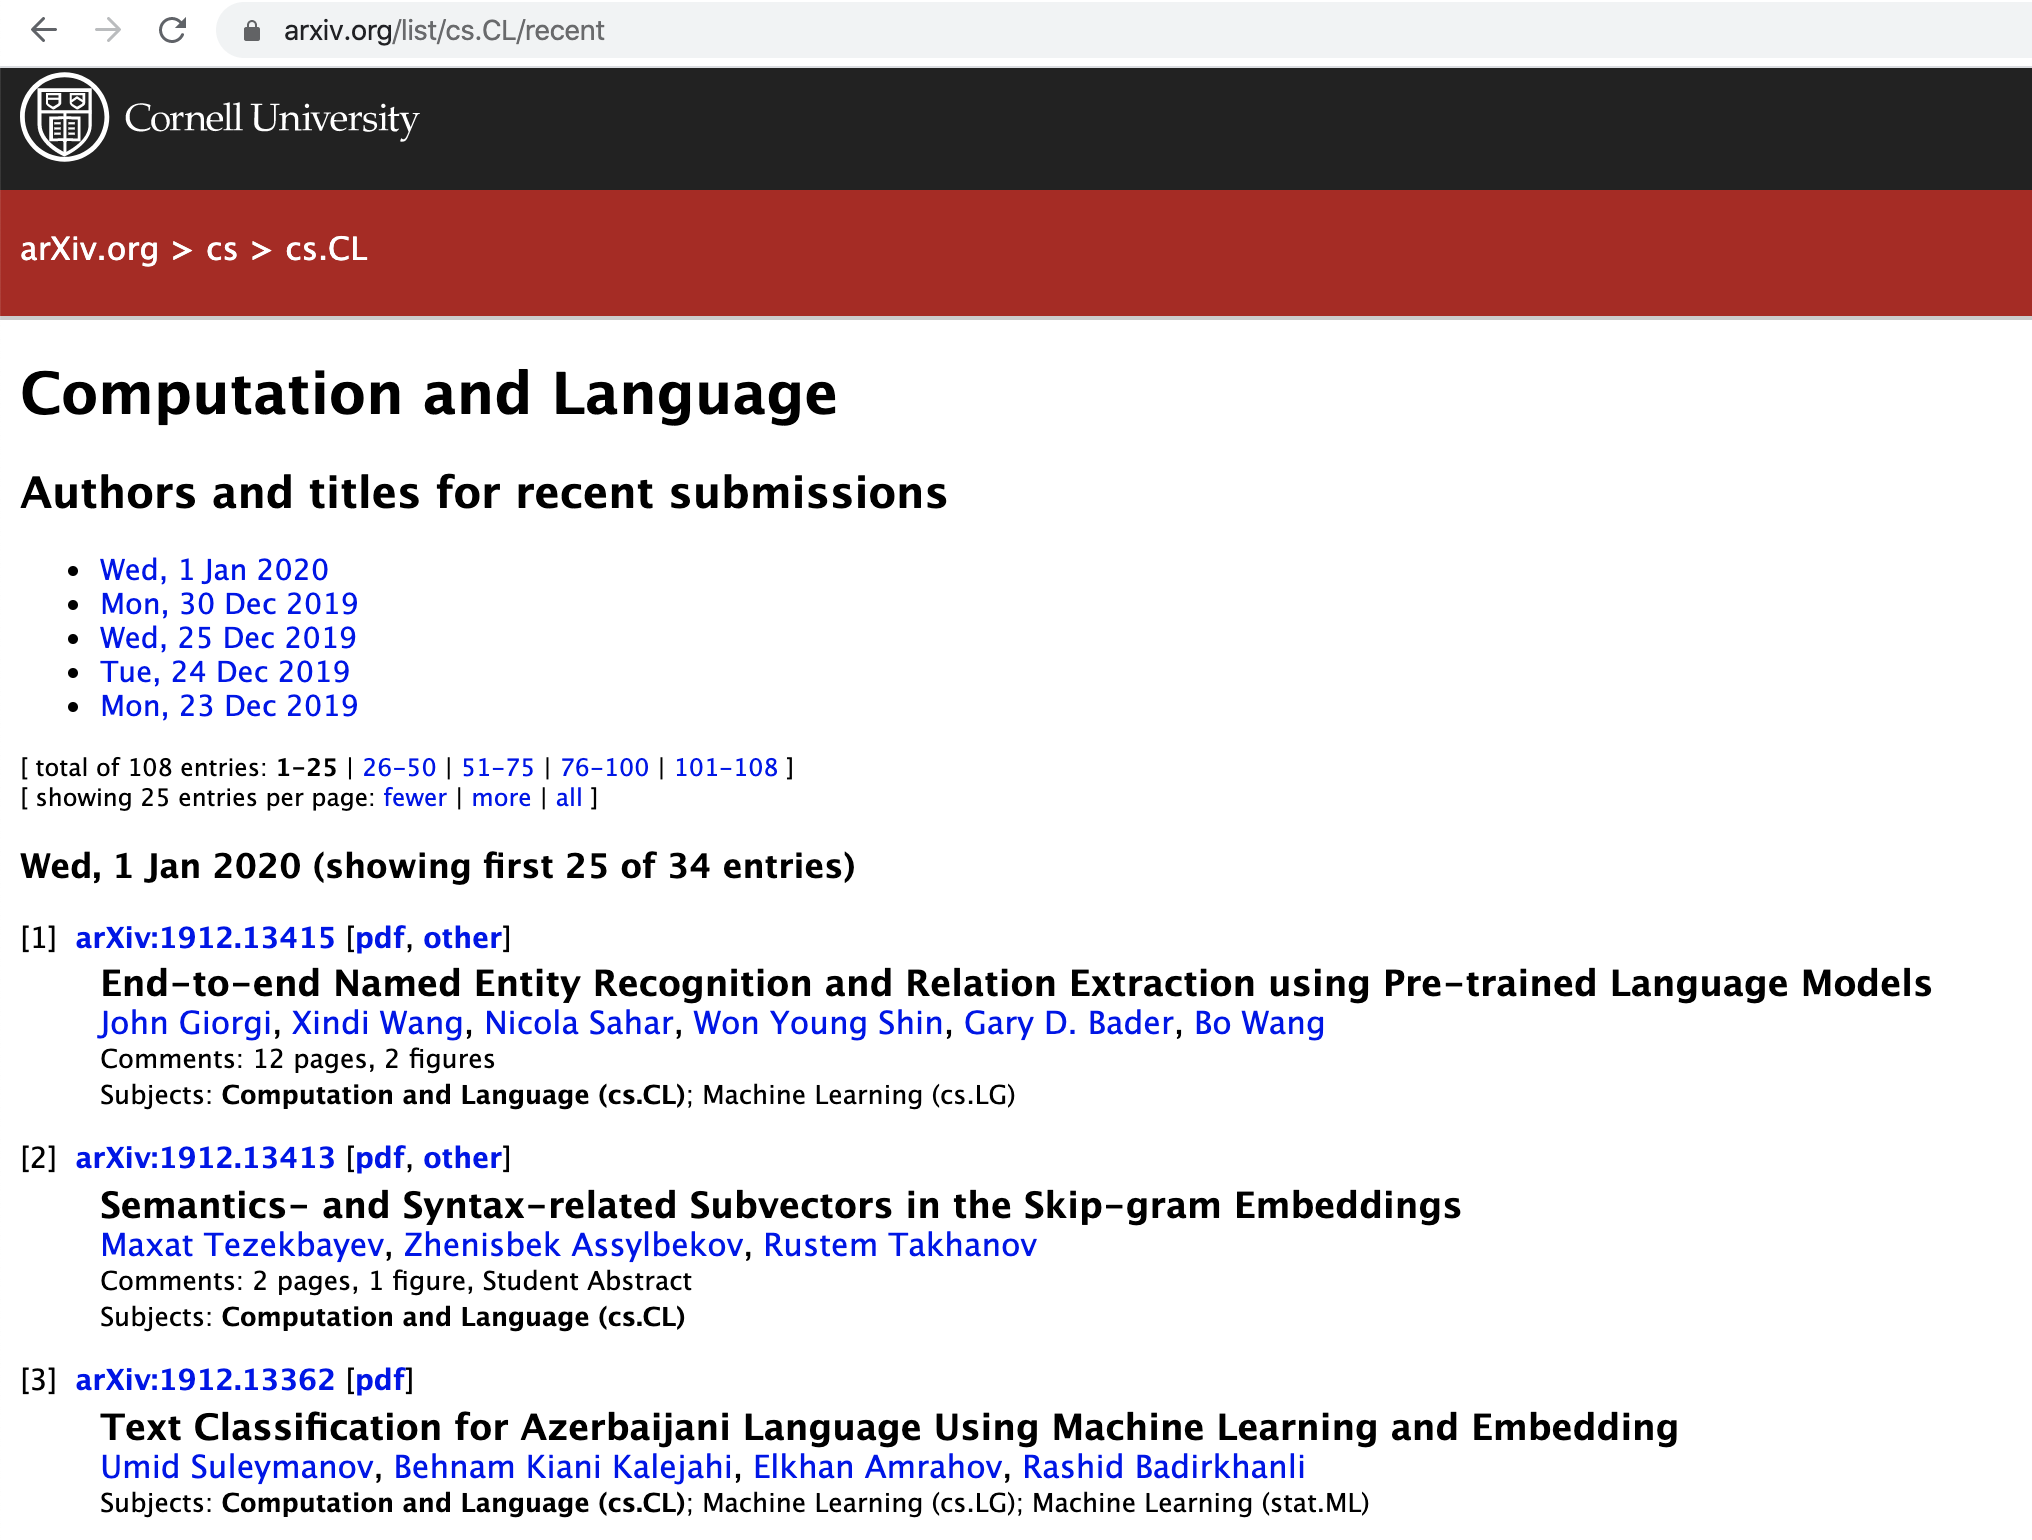 arxiv.org/list/cs.CL/recent
Cornell University
arXiv.org > cs > cs.CL
Computation and Language
Authors and titles for recent submissions
• Wed, 1 Jan 2020
• Mon, 30 Dec 2019
• Wed, 25 Dec 2019
• Tue, 24 Dec 2019
• Mon, 23 Dec 2019
[ total of 108 entries: 1-25 | 26-50 | 51-75 | 76-100 | 101-108 ]
[ showing 25 entries per page: fewer | more | all ]
Wed, 1 Jan 2020 (showing first 25 of 34 entries)
[1] arXiv:1912.13415 [pdf, other]
End-to-end Named Entity Recognition and Relation Extraction using Pre-trained Language Models
John Giorgi, Xindi Wang, Nicola Sahar, Won Young Shin, Gary D. Bader, Bo Wang
Comments: 12 pages, 2 figures
Subjects: Computation and Language (cs.CL); Machine Learning (cs.LG)
[2] arXiv:1912.13413 [pdf, other]
Semantics- and Syntax-related Subvectors in the Skip-gram Embeddings
Maxat Tezekbayev, Zhenisbek Assylbekov, Rustem Takhanov
Comments: 2 pages, 1 figure, Student Abstract
Subjects: Computation and Language (cs.CL)
[3] arXiv:1912.13362 [pdf]
Text Classification for Azerbaijani Language Using Machine Learning and Embedding
Umid Suleymanov, Behnam Kiani Kalejahi, Elkhan Amrahov, Rashid Badirkhanli
Subjects: Computation and Language (cs.CL); Machine Learning (cs.LG); Machine Learning (stat.ML)